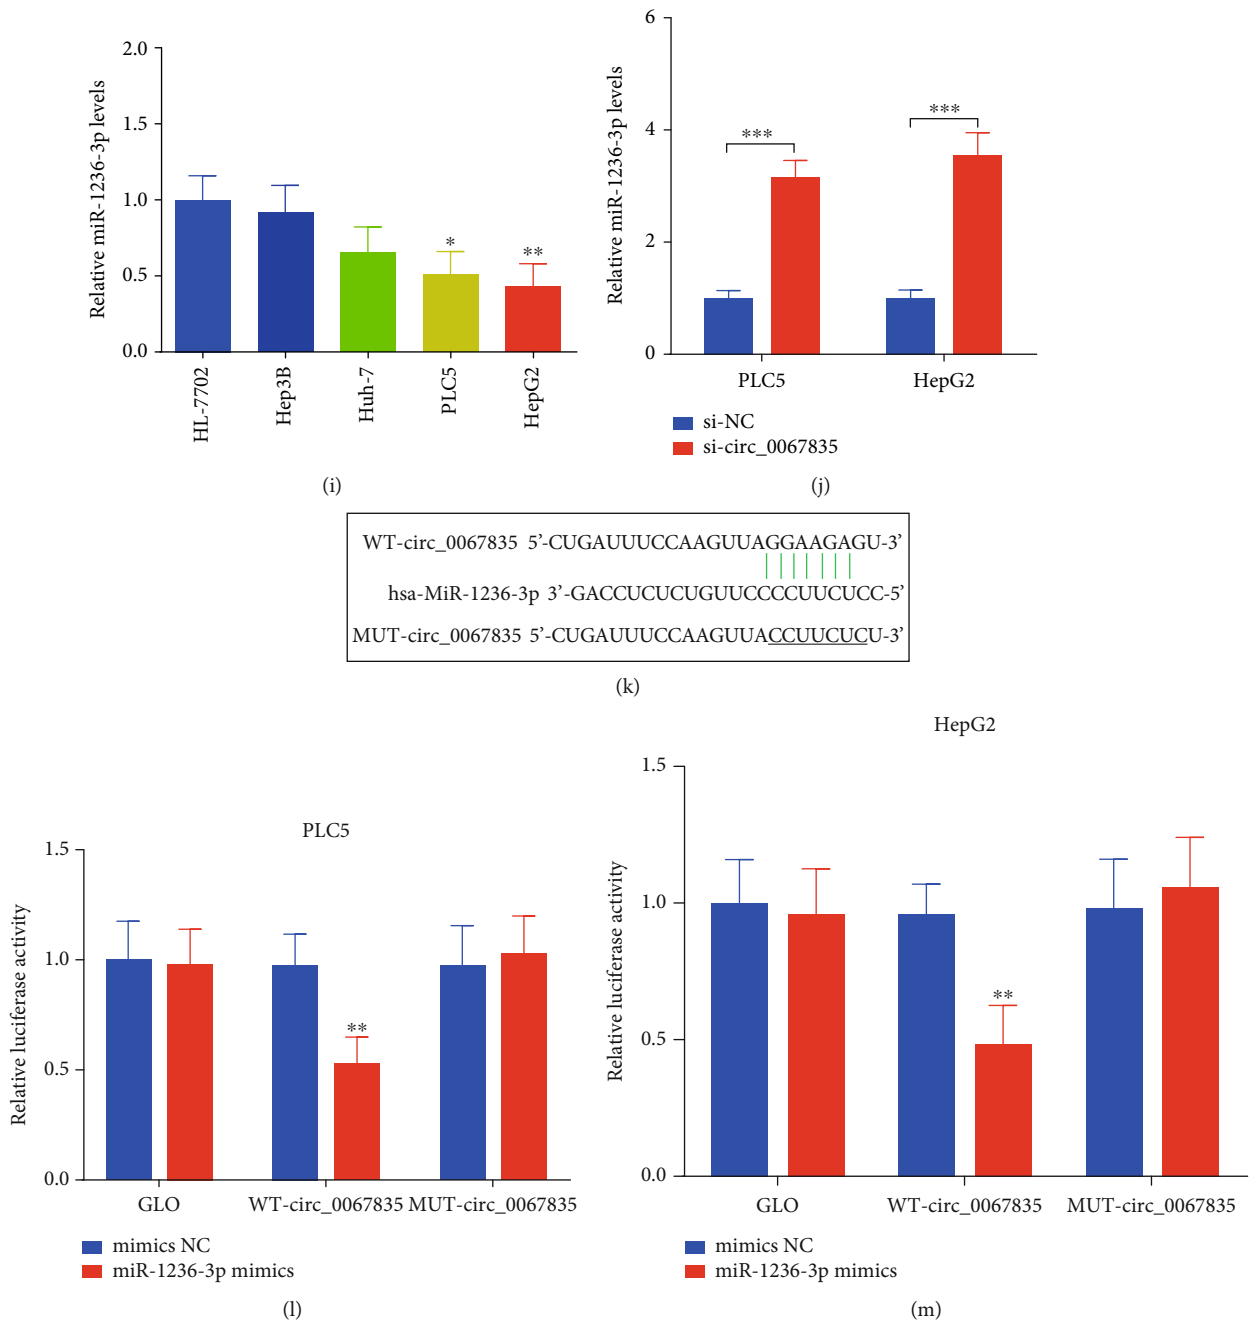 Relative miR-1236-3p levels
2.0
1.5
1.0
0.5
0.0
*
**
HL-7702
Hep3B
Huh-7
PLC5
HepG2
(i)
Relative miR-1236-3p levels
6
4
2
0
***
***
PLC5
HepG2
si-NC
si-circ_0067835
(j)
WT-circ_0067835 5’-CUGAUUUCCAAGUUAGGAAGAGU-3’
hsa-MiR-1236-3p 3’-GACCUCUCUGUUCCCCUUCUCC-5’
MUT-circ_0067835 5’-CUGAUUUCCAAGUUACCUUCUCU-3’
(k)
PLC5
Relative luciferase activity
1.5
1.0
0.5
0.0
**
GLO
WT-circ_0067835
MUT-circ_0067835
mimics NC
miR-1236-3p mimics
(l)
HepG2
Relative luciferase activity
1.5
1.0
0.5
0.0
**
GLO
WT-circ_0067835
MUT-circ_0067835
mimics NC
miR-1236-3p mimics
(m)